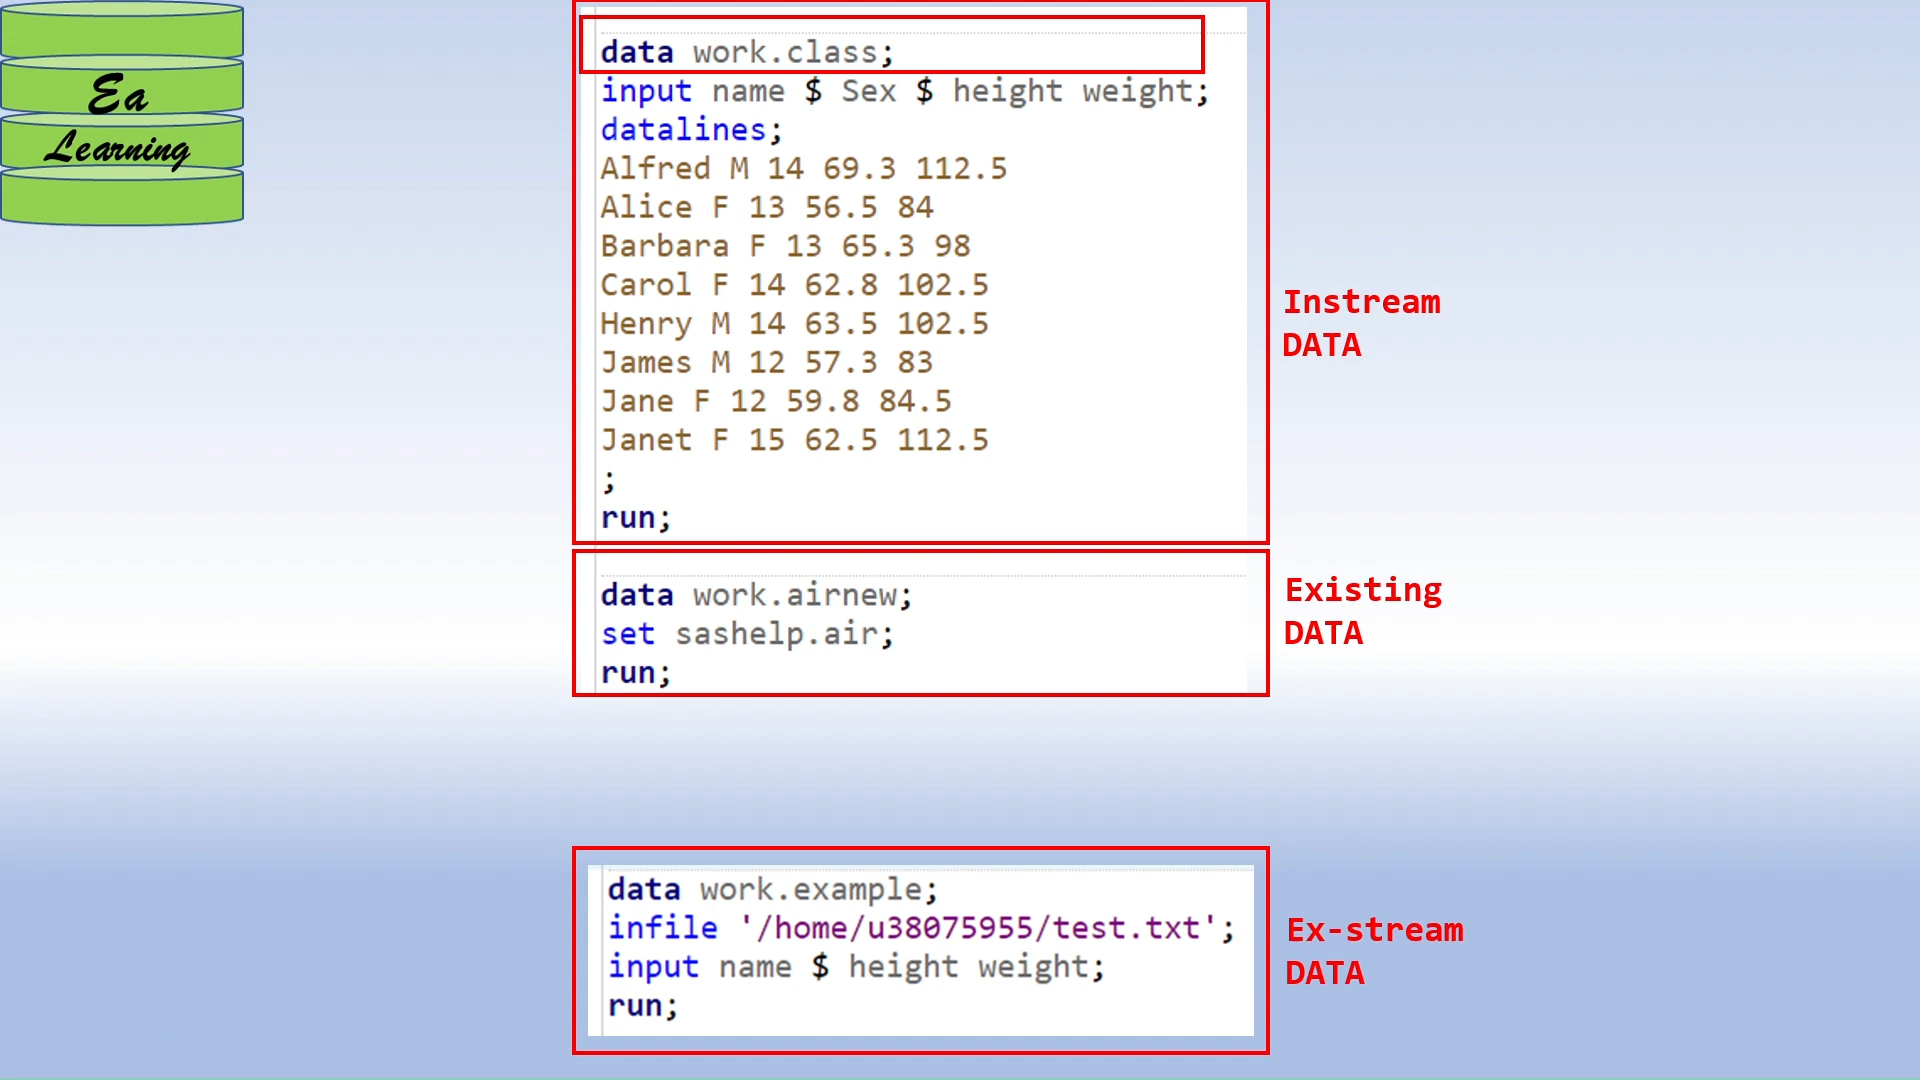 Ea
Learning
data work.class;
input name $ Sex $ height weight;
datalines;
Alfred M 14 69.3 112.5
Alice F 13 56.5 84
Barbara F 13 65.3 98
Carol F 14 62.8 102.5
Henry M 14 63.5 102.5
James M 12 57.3 83
Jane F 12 59.8 84.5
Janet F 15 62.5 112.5
;
run;
Instream
DATA
data work.airnew;
set sashelp.air;
run;
Existing
DATA
data work.example;
infile '/home/u38075955/test.txt';
input name $ height weight;
run;
Ex-stream
DATA